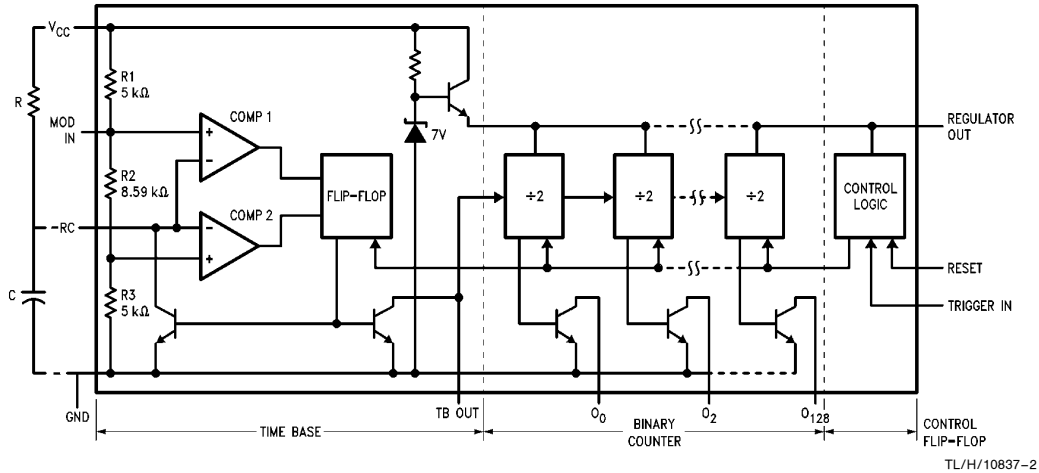 VCC
R
R1
5 kΩ
MOD
IN
COMP 1
7V
REGULATOR
OUT
R2
8.59 kΩ
FLIP-FLOP
÷2
÷2
÷2
CONTROL
LOGIC
COMP 2
-RC
RESET
C
R3
5 kΩ
TRIGGER IN
GND
TB OUT
O0
O2
O128
TIME BASE
BINARY
COUNTER
CONTROL
FLIP-FLOP
TL/H/10837-2